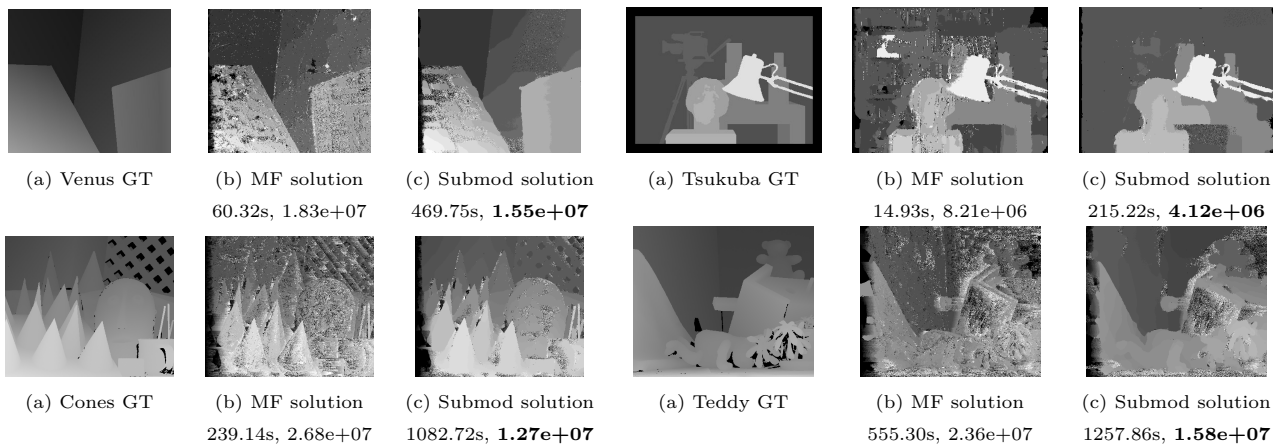 (a) Venus GT (b) MF solution (c) Submod solution (a) Tsukuba GT (b) MF solution (c) Submod solution
60.32s, 1.83e+07 469.75s, 1.55e+07 14.93s, 8.21e+06 215.22s, 4.12e+06
(a) Cones GT (b) MF solution (c) Submod solution (a) Teddy GT (b) MF solution (c) Submod solution
239.14s, 2.68e+07 1082.72s, 1.27e+07 555.30s, 2.36e+07 1257.86s, 1.58e+07